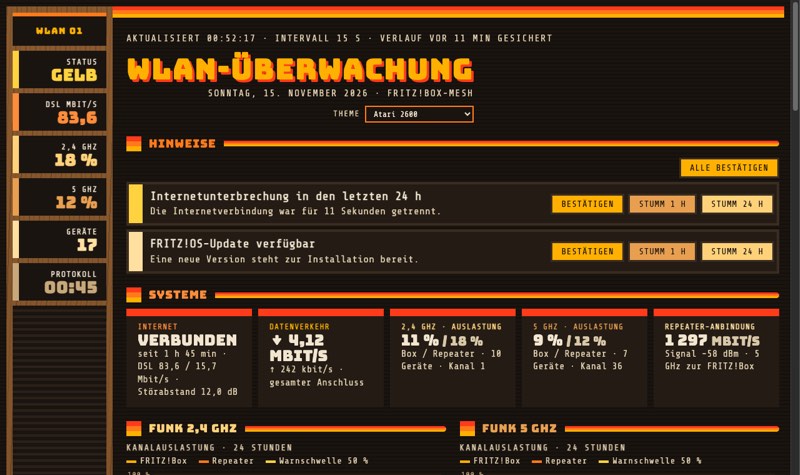 WLAN 01
STATUS
GELB
DSL MBIT/S
83,6
2,4 GHZ
18 %
5 GHZ
12 %
GERÄTE
17
PROTOKOLL
00:45
AKTUALISIERT 00:52:17 · INTERVALL 15 S · VERLAUF VOR 11 MIN GESICHERT
WLAN-ÜBERWACHUNG
SONNTAG, 15. NOVEMBER 2026 · FRITZ!BOX-MESH
THEME Atari 2600
HINWEISE
ALLE BESTÄTIGEN
Internetunterbrechung in den letzten 24 h
Die Internetverbindung war für 11 Sekunden getrennt.
BESTÄTIGEN STUMM 1 H STUMM 24 H
FRITZ!OS-Update verfügbar
Eine neue Version steht zur Installation bereit.
BESTÄTIGEN STUMM 1 H STUMM 24 H
SYSTEME
INTERNET
VERBUNDEN
seit 1 h 45 min ·
DSL 83,6 / 15,7
Mbit/s ·
Störabstand 12,0 dB
DATENVERKEHR
↓ 4,12
MBIT/S
↑ 242 kbit/s ·
gesamter Anschluss
2,4 GHZ · AUSLASTUNG
11 % / 18 %
Box / Repeater · 10
Geräte · Kanal 1
5 GHZ · AUSLASTUNG
9 % / 12 %
Box / Repeater · 7
Geräte · Kanal 36
REPEATER-ANBINDUNG
1 297 MBIT/S
Signal -58 dBm · 5
GHz zur FRITZ!Box
FUNK 2,4 GHZ
KANALAUSLASTUNG · 24 STUNDEN
FRITZ!Box Repeater Warnschwelle 50 %
FUNK 5 GHZ
KANALAUSLASTUNG · 24 STUNDEN
FRITZ!Box Repeater Warnschwelle 50 %